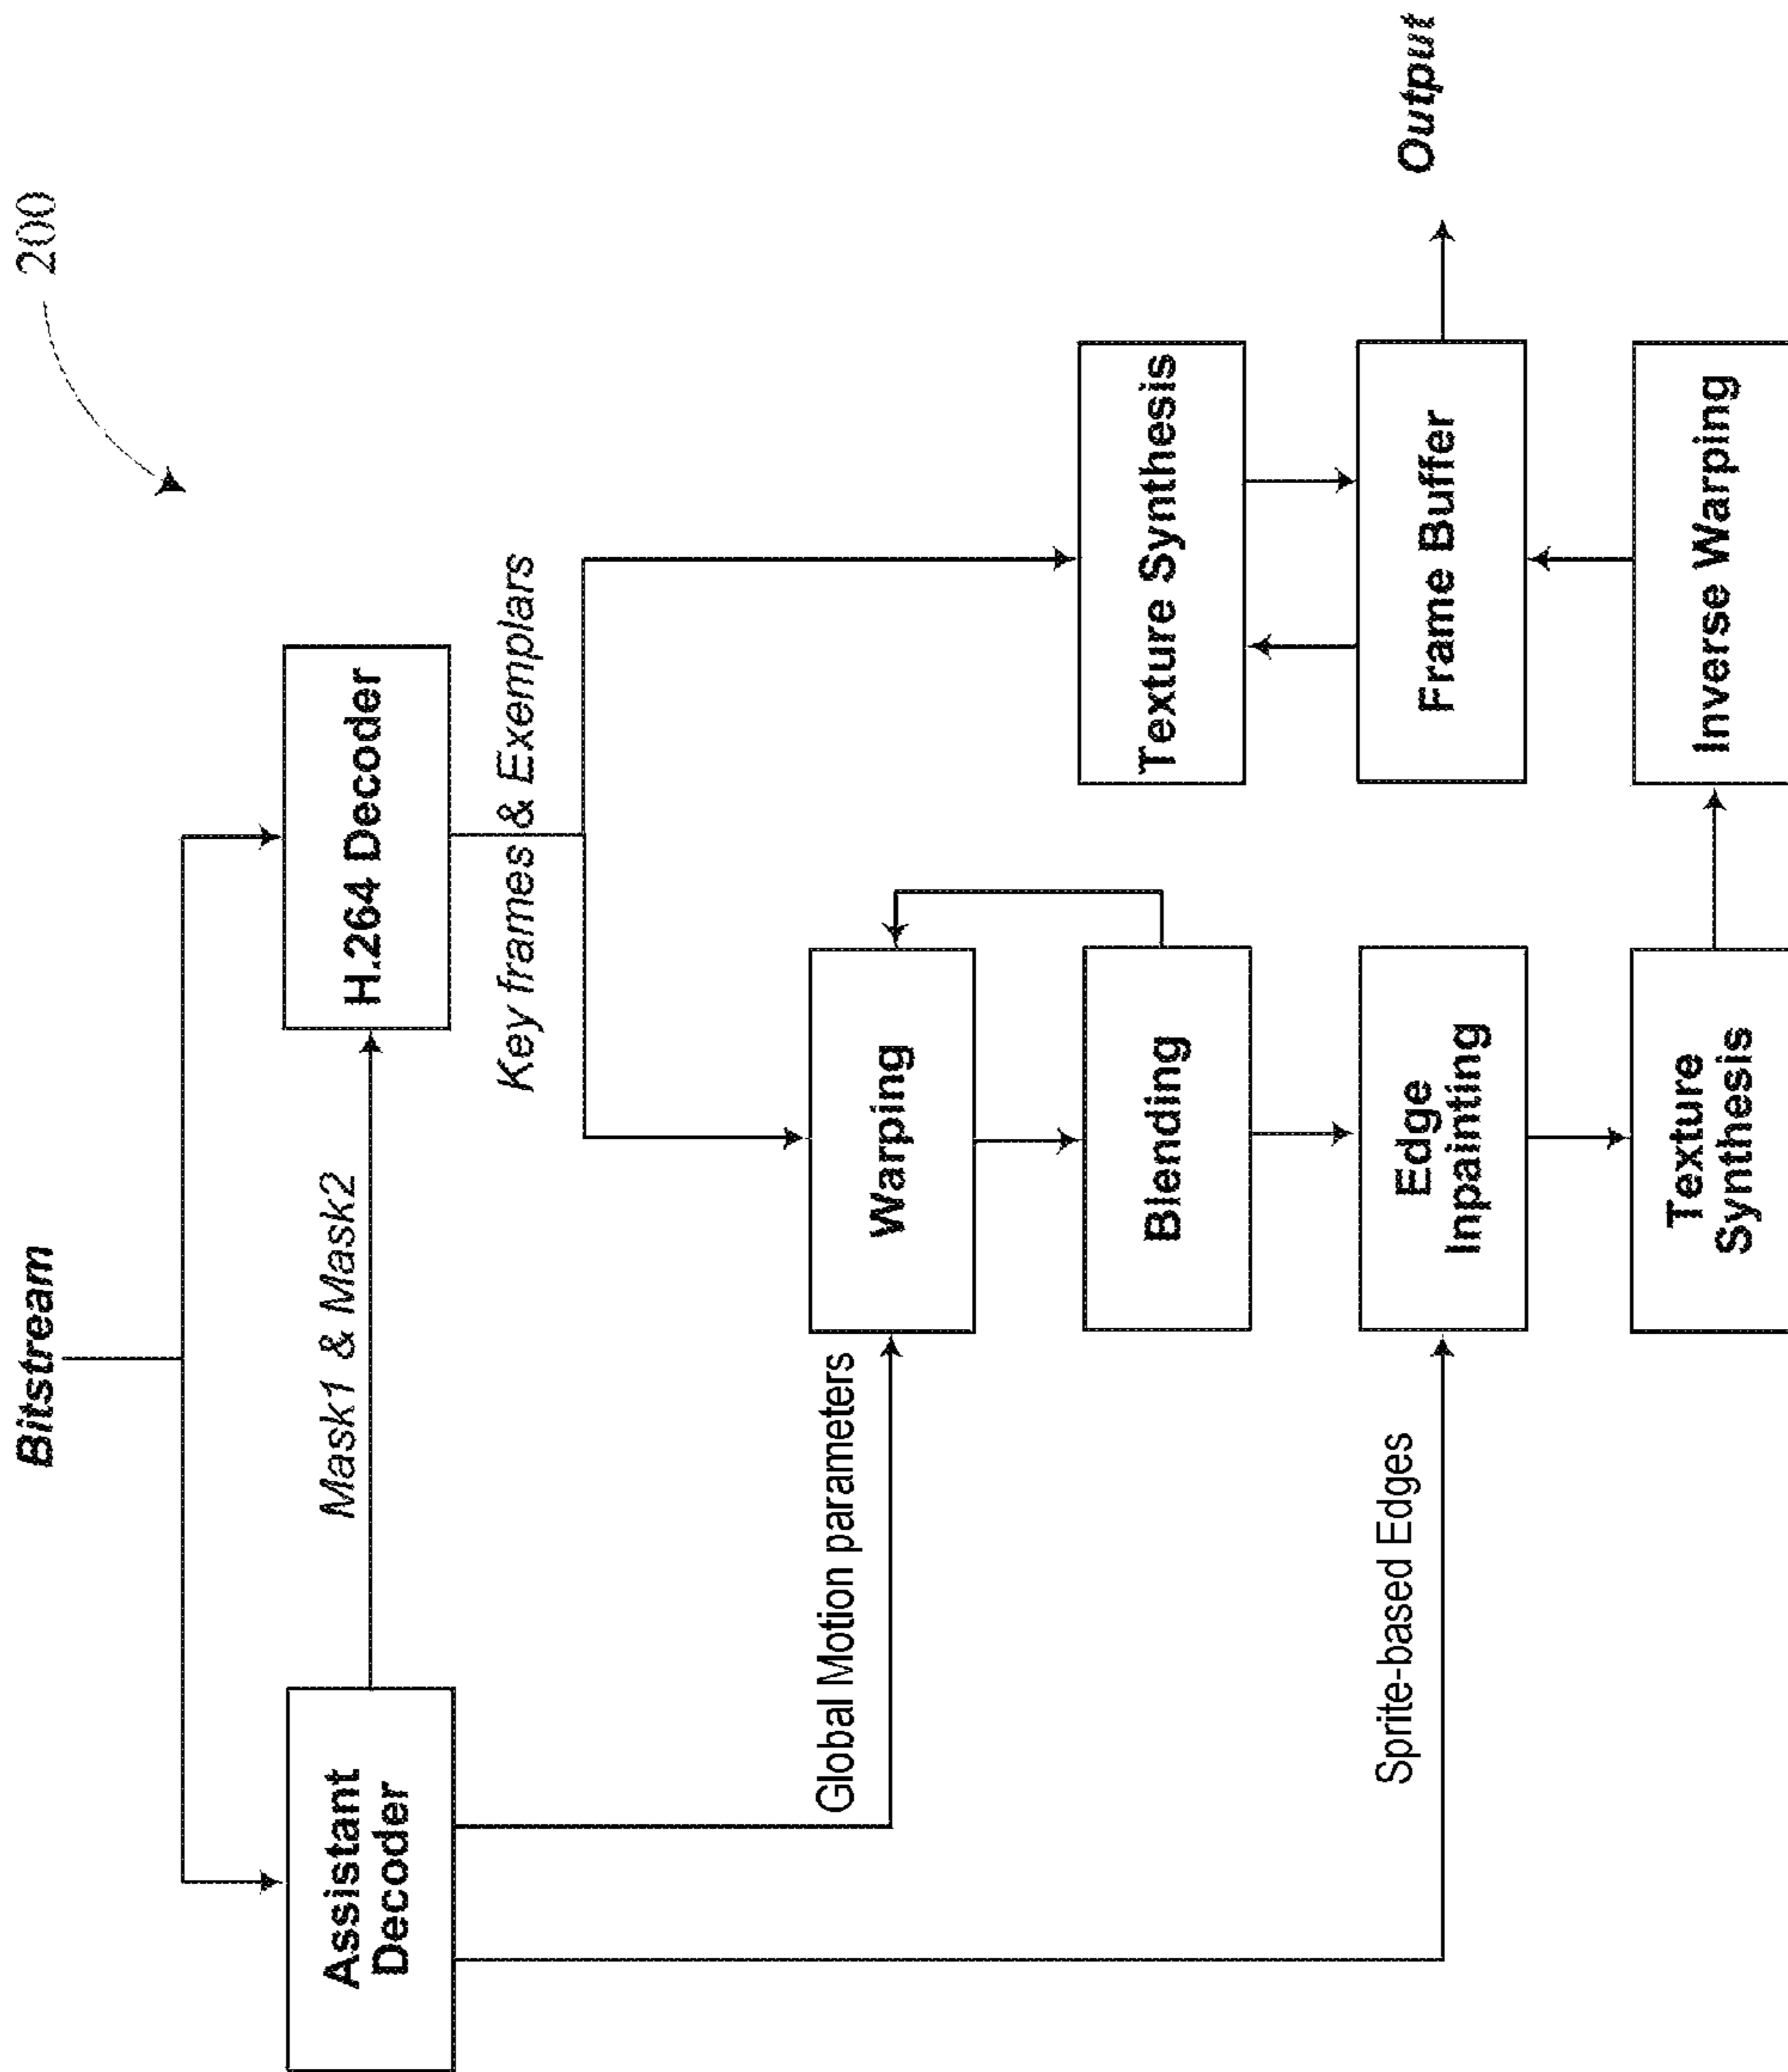 200
Bitstream
Mask1 & Mask2
Assistant
Decoder
H.264 Decoder
Key frames & Exemplars
Global Motion parameters
Warping
Texture Synthesis
Blending
Sprite-based Edges
Edge
Inpainting
Frame Buffer
Output
Texture
Synthesis
Inverse Warping